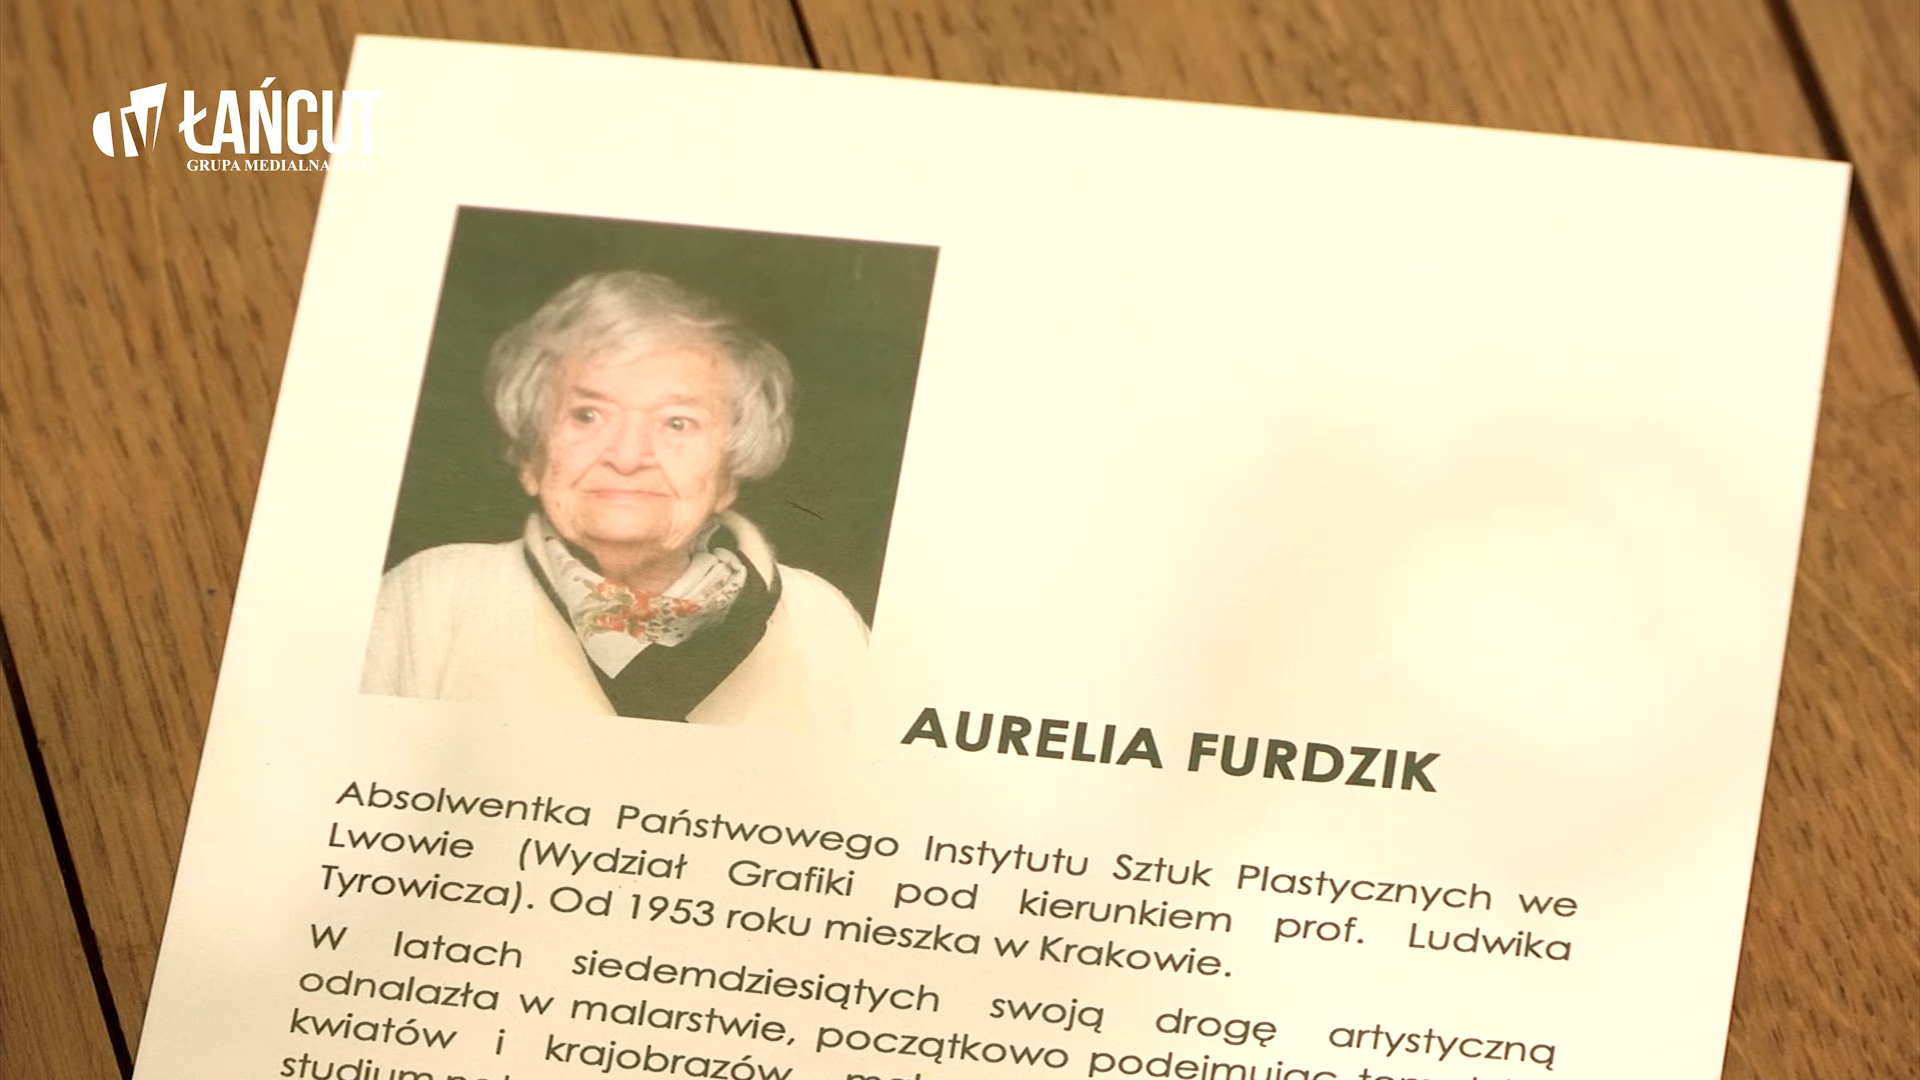 ŁAŃCUT
GRUPA MEDIALNA
AURELIA FURDZIK
Absolwentka Państwowego Instytutu Sztuk Plastycznych we
Lwowie (Wydział Grafiki pod kierunkiem prof. Ludwika
Tyrowicza). Od 1953 roku mieszka w Krakowie.
W latach siedemdziesiątych swoją drogę artystyczną
odnalazła w malarstwie, początkowo podejmując
kwiatów i krajobrazów
studium